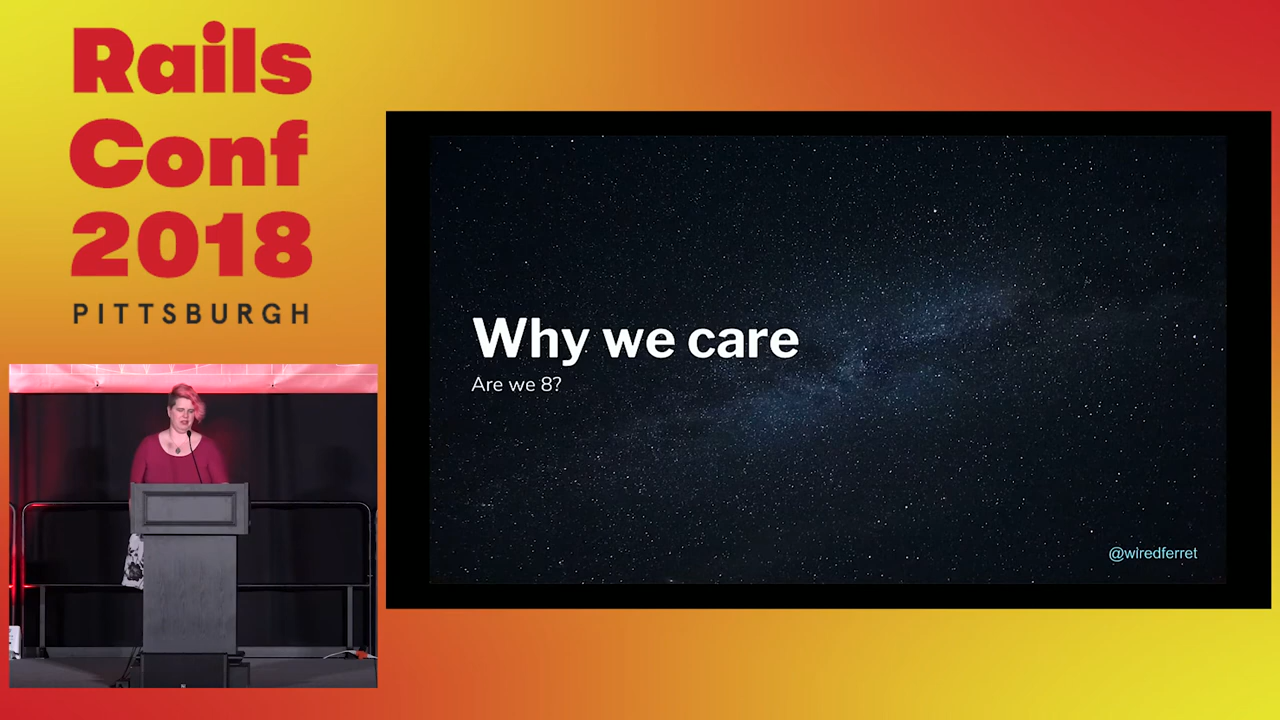 Rails
Conf
2018
PITTSBURGH
Why we care
Are we 8?
@wiredferret